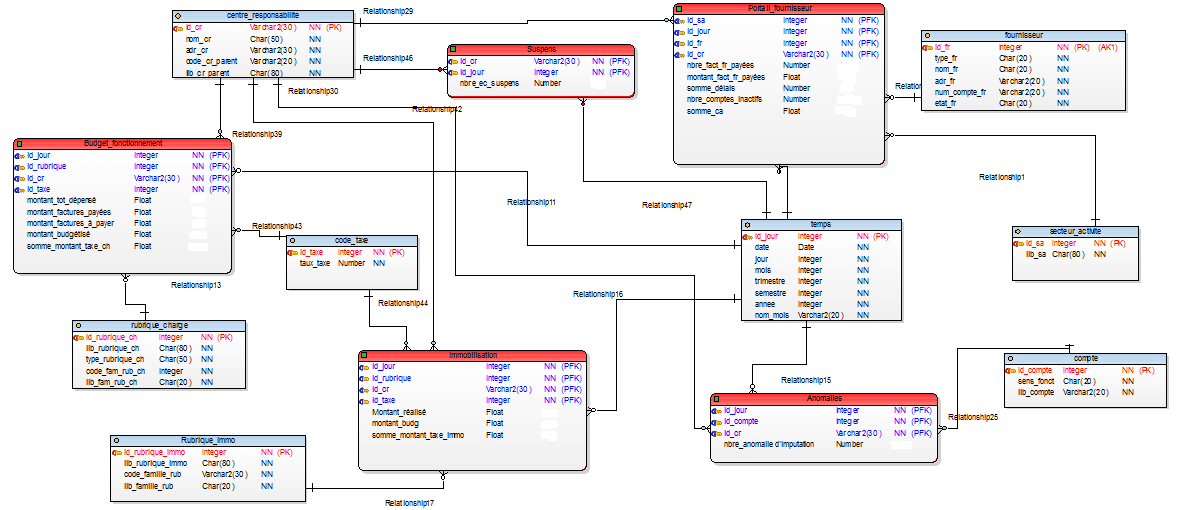 centre_responsabilite
id_cr Varchar2(30) NN (PK)
nom_cr Char(50) NN
adr_cr Varchar2(30) NN
code_cr_parent Varchar2(20) NN
lib_cr_parent Char(80) NN
Relationship29
Relationship46
Relationship30
Relationship42
Relationship39
Suspens
id_cr Varchar2(30) NN (PFK)
id_jour Integer NN (PFK)
nbre_ec_suspens Number
Portail_fournisseur
id_sa Integer NN (PFK)
id_jour Integer NN (PFK)
id_fr Integer NN (PFK)
id_cr Varchar2(30) NN (PFK)
nbre_fact_fr_payées Number
montant_fact_fr_payées Float
somme_délais Number
nbre_comptes_inactifs Number
somme_ca Float
fournisseur
id_fr Integer NN (PK) (AK1)
type_fr Char(20) NN
nom_fr Char(20) NN
adr_fr Varchar2(20) NN
num_compte_fr Varchar2(20) NN
etat_fr Char(20) NN
Relation
Relationship1
Budget_fonctionnement
id_jour Integer NN (PFK)
id_rubrique Integer NN (PFK)
id_cr Varchar2(30) NN (PFK)
id_taxe Integer NN (PFK)
montant_tot_dépensé Float
montant_factures_payées Float
montant_factures_à_payer Float
montant_budgétisé Float
somme_montant_taxe_ch Float
Relationship11
Relationship47
Relationship43
Relationship13
code_taxe
id_taxe Integer NN (PK)
taux_taxe Number NN
Relationship44
Relationship16
temps
id_jour Integer NN (PK)
date Date NN
jour Integer NN
mois Integer NN
trimestre Integer NN
semestre Integer NN
annee Integer NN
nom_mois Varchar2(20) NN
secteur_activite
id_sa Integer NN (PK)
lib_sa Char(80) NN
rubrique_charge
id_rubrique_ch Integer NN (PK)
lib_rubrique_ch Char(80) NN
type_rubrique_ch Char(50) NN
code_fam_rub_ch Integer NN
lib_fam_rub_ch Char(20) NN
Immobilisation
id_jour Integer NN (PFK)
id_rubrique Integer NN (PFK)
id_cr Varchar2(30) NN (PFK)
id_taxe Integer NN (PFK)
Montant_réalisé Float
montant_budg Float
somme_montant_taxe_immo Float
Relationship15
compte
id_compte Integer NN (PK)
sens_fonct Char(20) NN
lib_compte Varchar2(20) NN
Anomalies
id_jour Integer NN (PFK)
id_compte Integer NN (PFK)
id_cr Varchar2(30) NN (PFK)
nbre_anomalie d'imputation Number
Relationship25
Rubrique_immo
id_rubrique_immo Integer NN (PK)
lib_rubrique_immo Char(80) NN
code_famille_rub Varchar2(30) NN
lib_famille_rub Char(20) NN
Relationship17